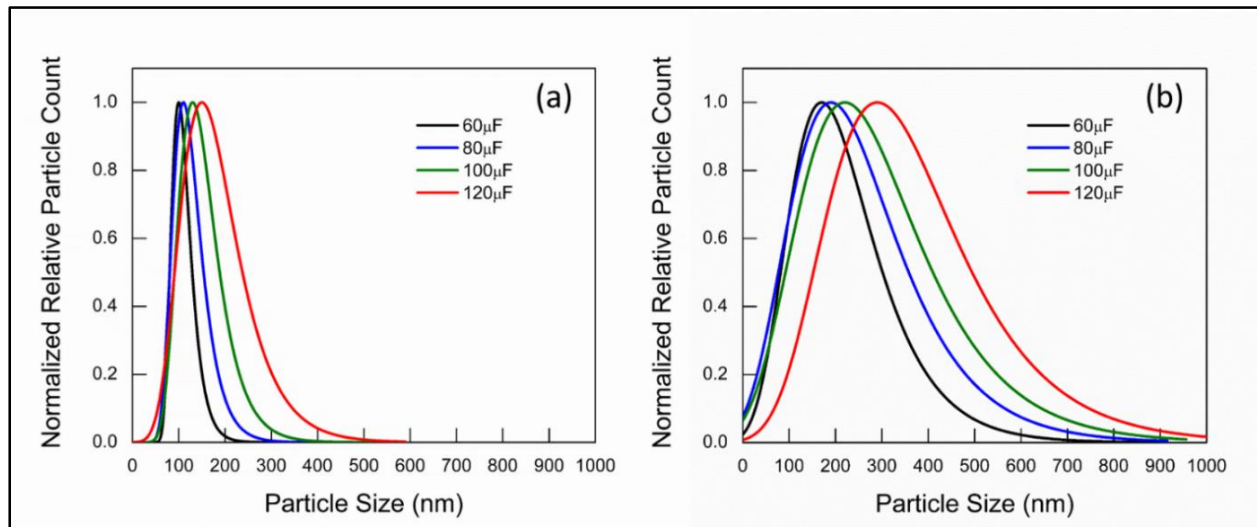 Normalized Relative Particle Count
1.0
0.8
0.6
0.4
0.2
0.0
(a)
60μF
80μF
100μF
120μF
0 100 200 300 400 500 600 700 800 900 1000
Particle Size (nm)
Normalized Relative Particle Count
1.0
0.8
0.6
0.4
0.2
0.0
(b)
60μF
80μF
100μF
120μF
0 100 200 300 400 500 600 700 800 900 1000
Particle Size (nm)